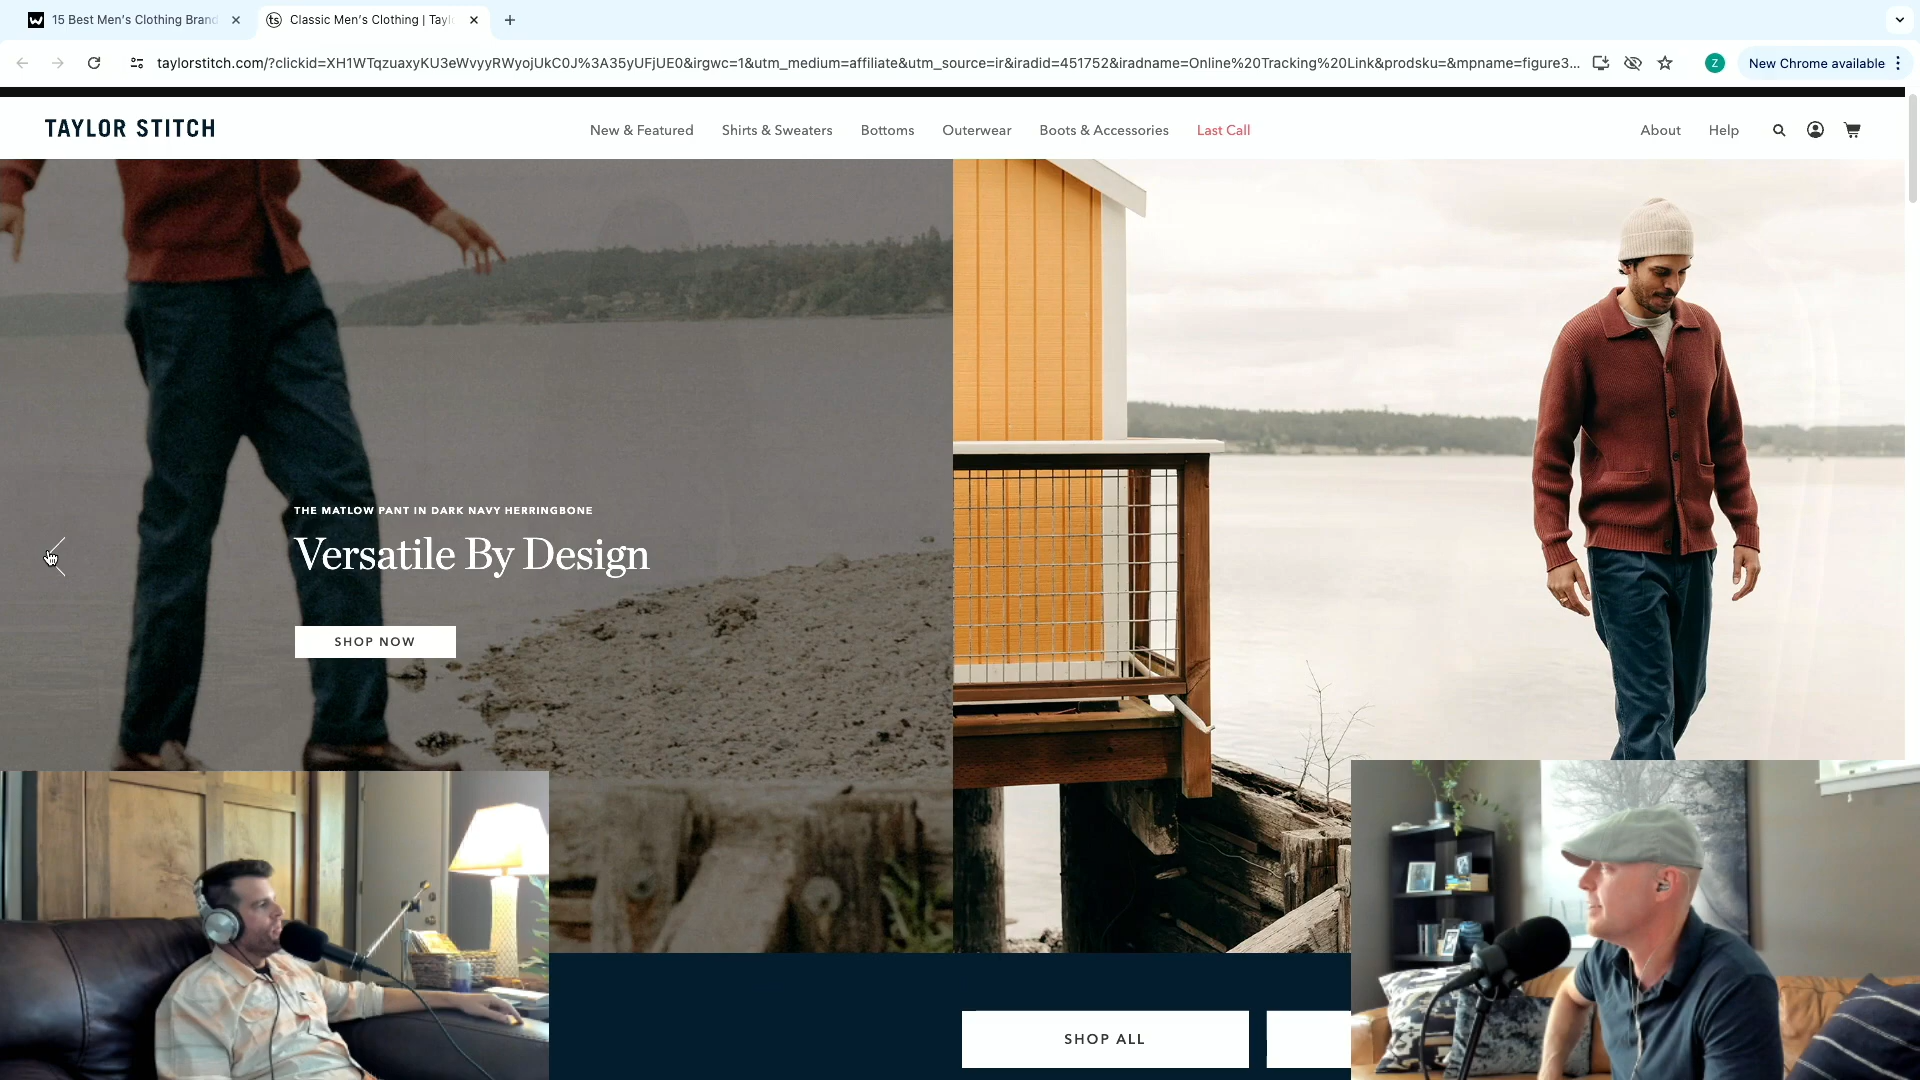 15 Best Men's Clothing Brand
Classic Men's Clothing | Tayl
taylorstitch.com/?clickid=XH1WTqzuaxyKU3eWvyyRWyojUkC0J%3A35yUFjUE0&irgwc=1&utm_medium=affiliate&utm_source=ir&iradid=451752&iradname=Online%20Tracking%20Link&prodsku=&mpname=figure3...
Z
New Chrome available
TAYLOR STITCH
New & Featured
Shirts & Sweaters
Bottoms
Outerwear
Boots & Accessories
Last Call
About
Help
THE MATLOW PANT IN DARK NAVY HERRINGBONE
Versatile By Design
SHOP NOW
SHOP ALL